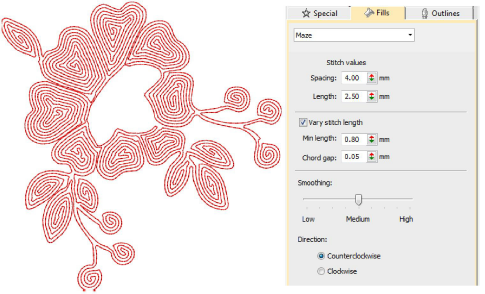 Special Fills Outlines
Maze
Stitch values
Spacing: 4.00 mm
Length: 2.50 mm
Vary stitch length
Min length: 0.80 mm
Chord gap: 0.05 mm
Smoothing:
Low Medium High
Direction:
Counterclockwise
Clockwise